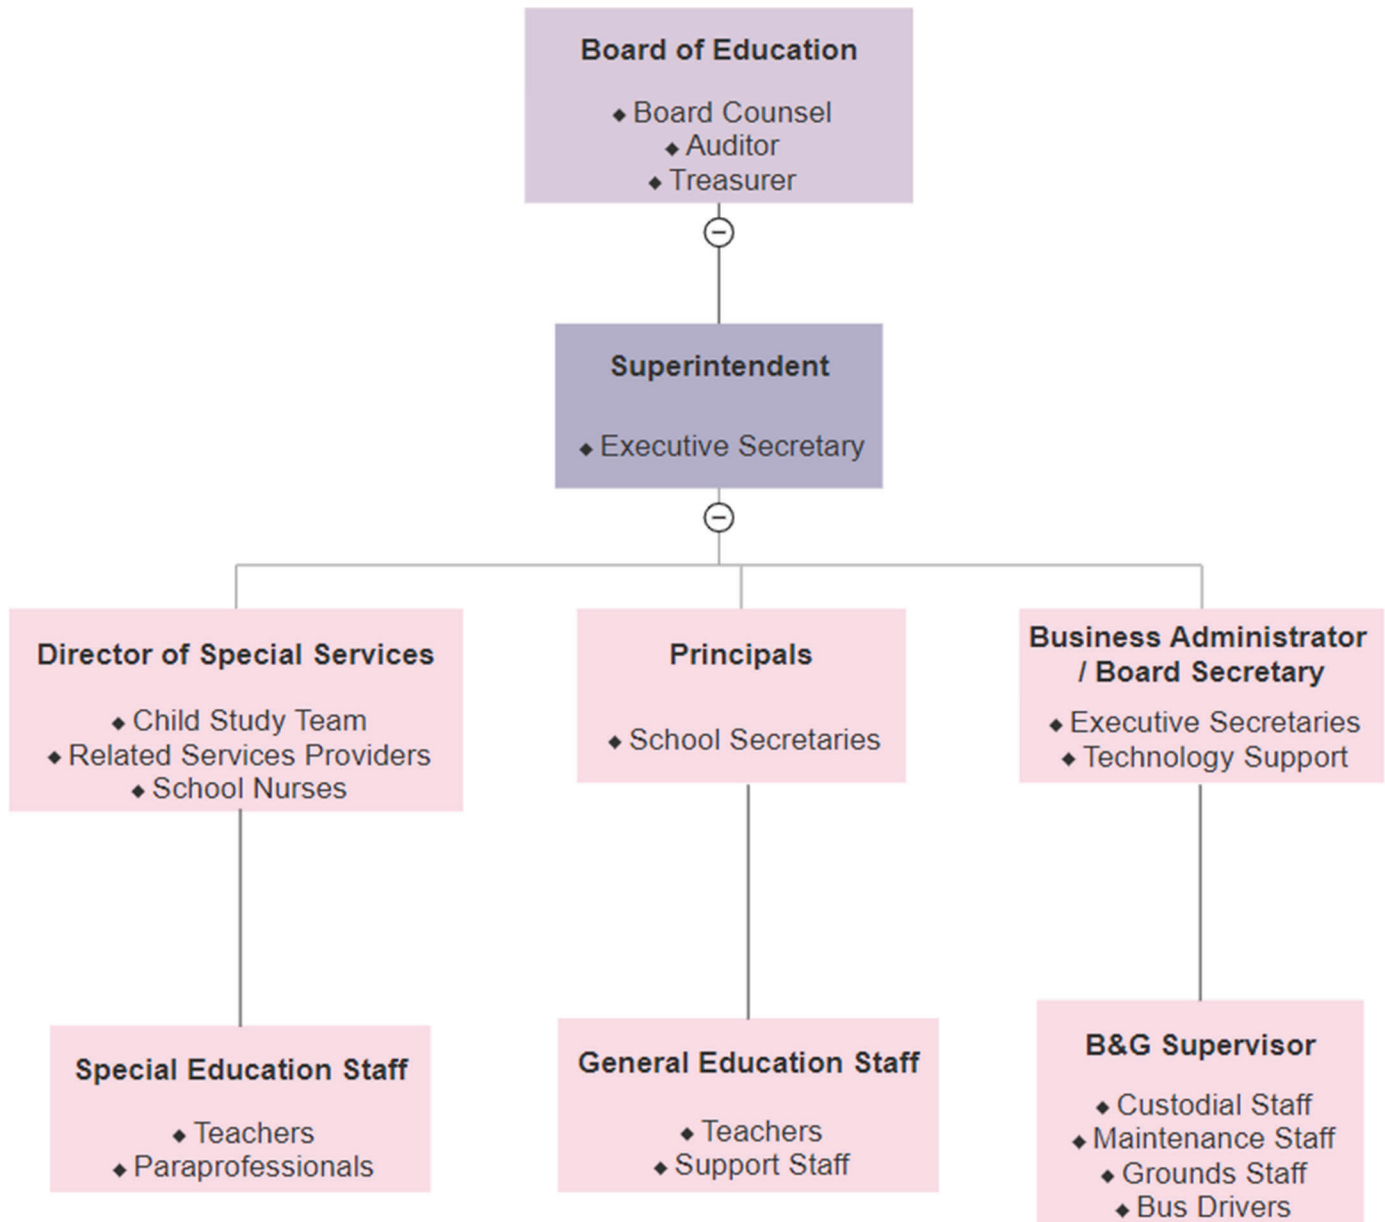 Board of Education
◆ Board Counsel
◆ Auditor
◆ Treasurer
Superintendent
◆ Executive Secretary
Director of Special Services
◆ Child Study Team
◆ Related Services Providers
◆ School Nurses
Principals
◆ School Secretaries
Business Administrator
/ Board Secretary
◆ Executive Secretaries
◆ Technology Support
Special Education Staff
◆ Teachers
◆ Paraprofessionals
General Education Staff
◆ Teachers
◆ Support Staff
B&G Supervisor
◆ Custodial Staff
◆ Maintenance Staff
◆ Grounds Staff
◆ Bus Drivers